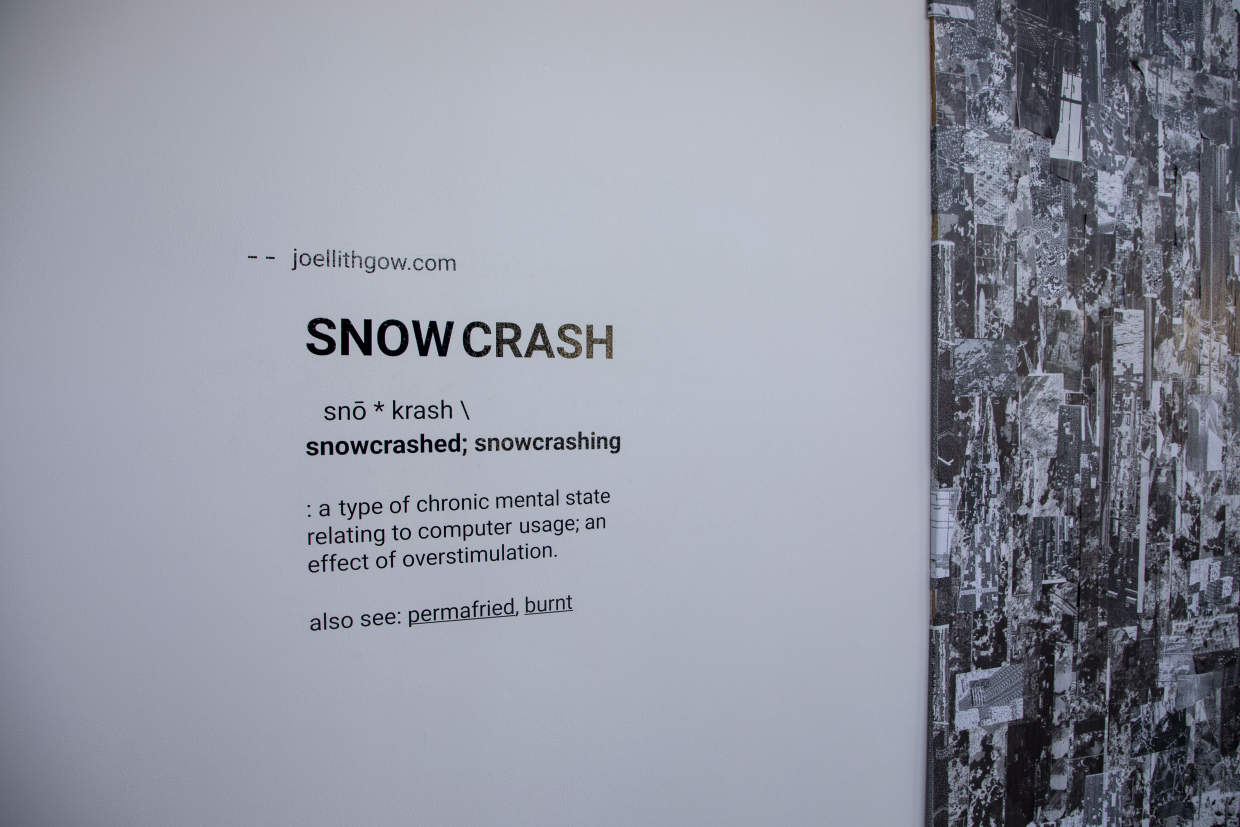 -- joellithgow.com
SNOW CRASH
snō * krash \
snowcrashed; snowcrashing
: a type of chronic mental state
relating to computer usage; an
effect of overstimulation.
also see: permafried, burnt